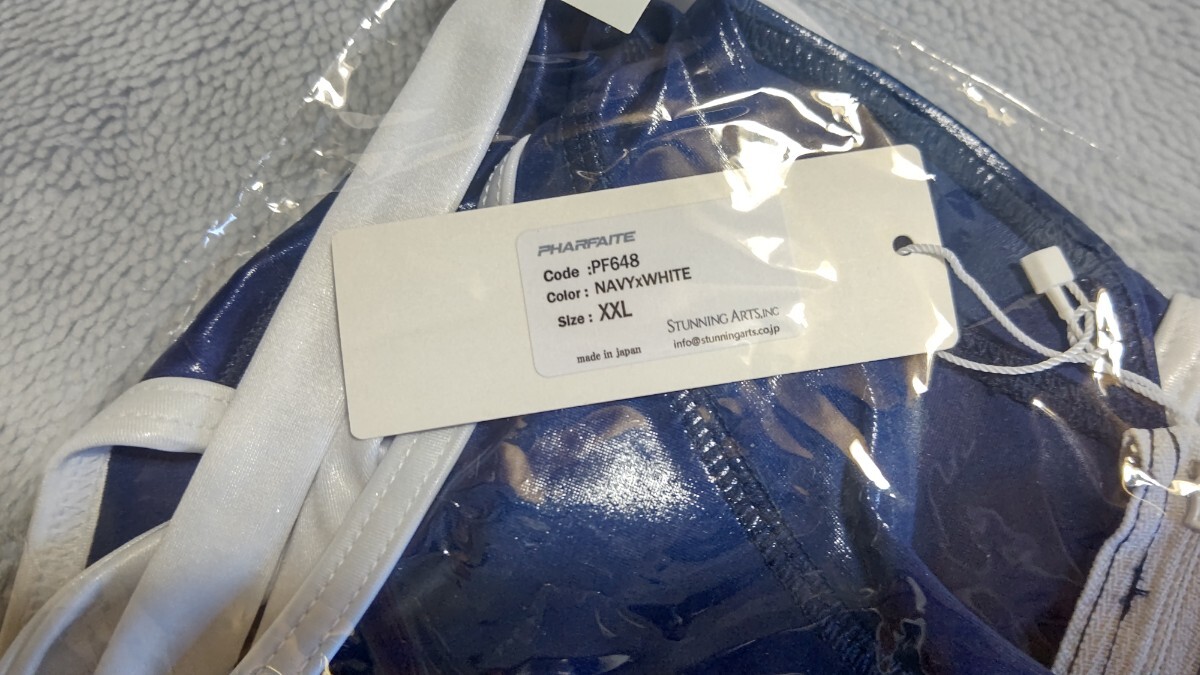 PHARFAITE
Code :PF648
Color : NAVYxWHITE
Size : XXL
STUNNING ARTS,INC
made in japan
info@stunningarts.co.jp